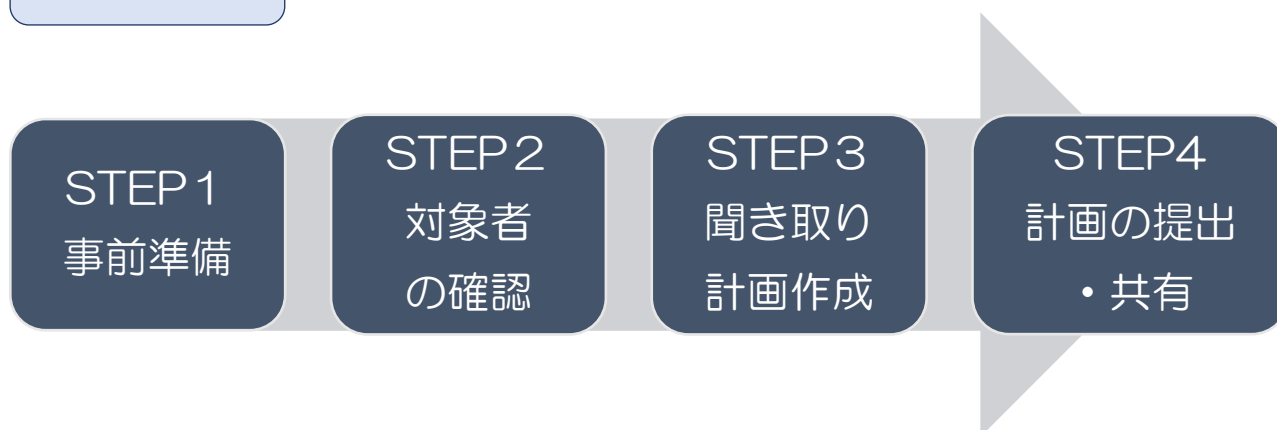 STEP１
事前準備
STEP２
対象者
の確認
STEP３
聞き取り
計画作成
STEP4
計画の提出
・共有